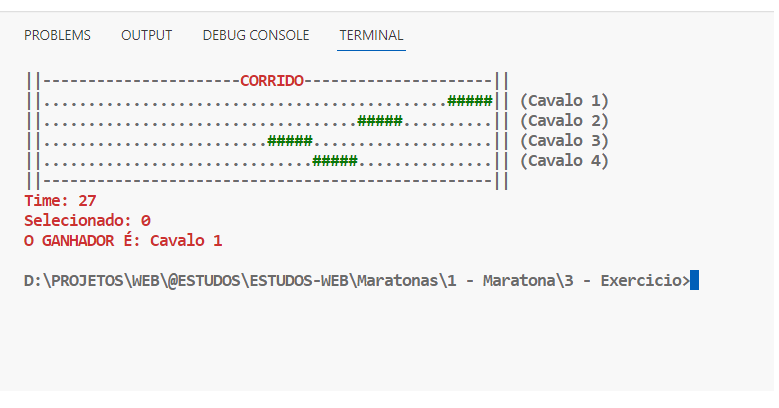 PROBLEMS OUTPUT DEBUG CONSOLE TERMINAL
||----------------------CORRIDO---------------------||
||.............................................#####|| (Cavalo 1)
||...................................#####..........|| (Cavalo 2)
||.........................#####....................|| (Cavalo 3)
||..............................#####...............|| (Cavalo 4)
||--------------------------------------------------||
Time: 27
Selecionado: 0
O GANHADOR É: Cavalo 1
D:\PROJETOS\WEB\@ESTUDOS\ESTUDOS-WEB\Maratonas\1 - Maratona\3 - Exercicio>